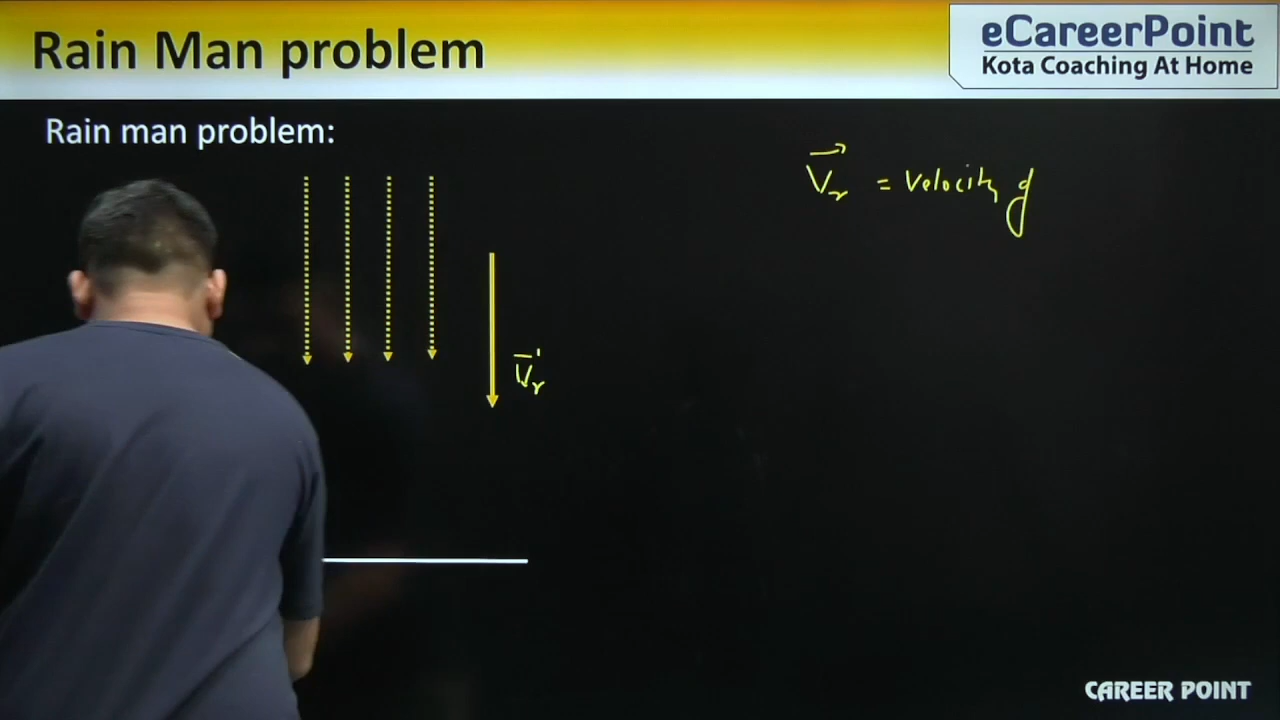 Rain Man problem
eCareerPoint
Kota Coaching At Home
Rain man problem:
V⃗r = Velocity of
V⃗r
CAREER POINT